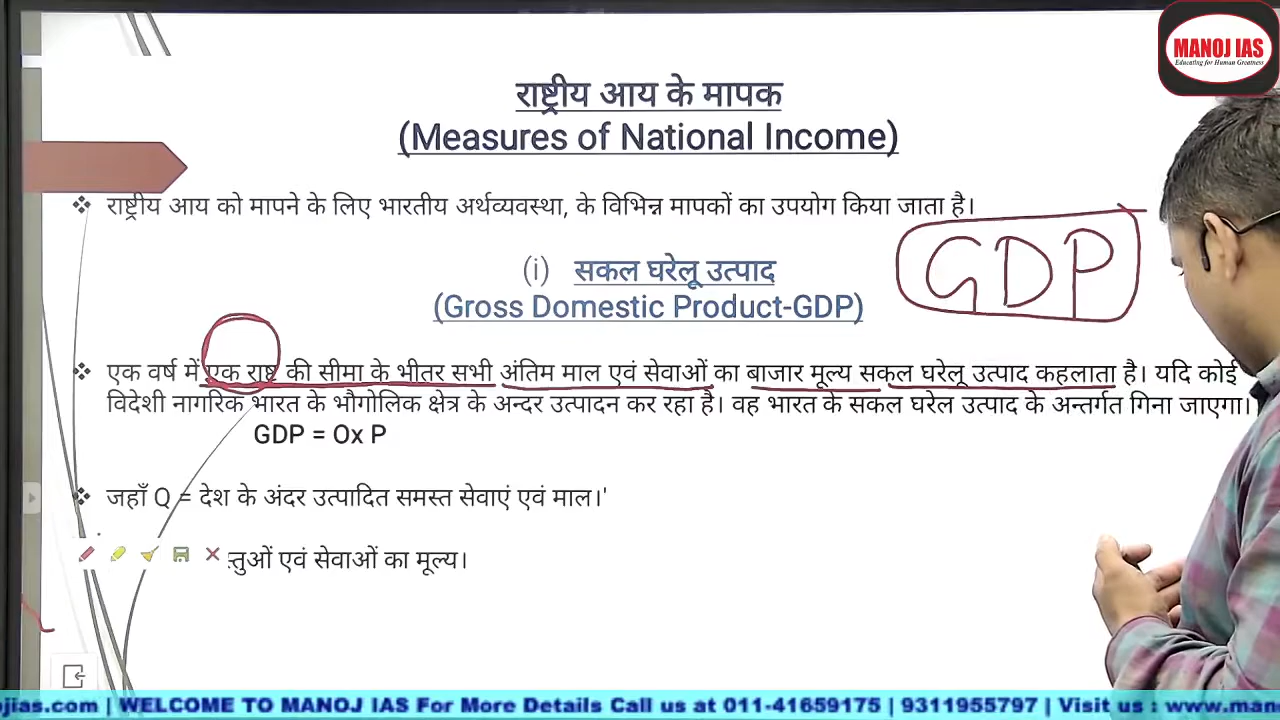 MANOJ IAS
Educating for Human Greatness
राष्ट्रीय आय के मापक
(Measures of National Income)
❖ राष्ट्रीय आय को मापने के लिए भारतीय अर्थव्यवस्था, के विभिन्न मापकों का उपयोग किया जाता है।
GDP
(i) सकल घरेलू उत्पाद
(Gross Domestic Product-GDP)
❖ एक वर्ष में एक राष्ट्र की सीमा के भीतर सभी अंतिम माल एवं सेवाओं का बाजार मूल्य सकल घरेलू उत्पाद कहलाता है। यदि कोई
विदेशी नागरिक भारत के भौगोलिक क्षेत्र के अन्दर उत्पादन कर रहा है। वह भारत के सकल घरेल उत्पाद के अन्तर्गत गिना जाएगा।
GDP = Ox P
❖ जहाँ Q = देश के अंदर उत्पादित समस्त सेवाएं एवं माल।'
एवं सेवाओं का मूल्य।
jias.com | WELCOME TO MANOJ IAS For More Details Call us at 011-41659175 | 9311955797 | Visit us : www.man